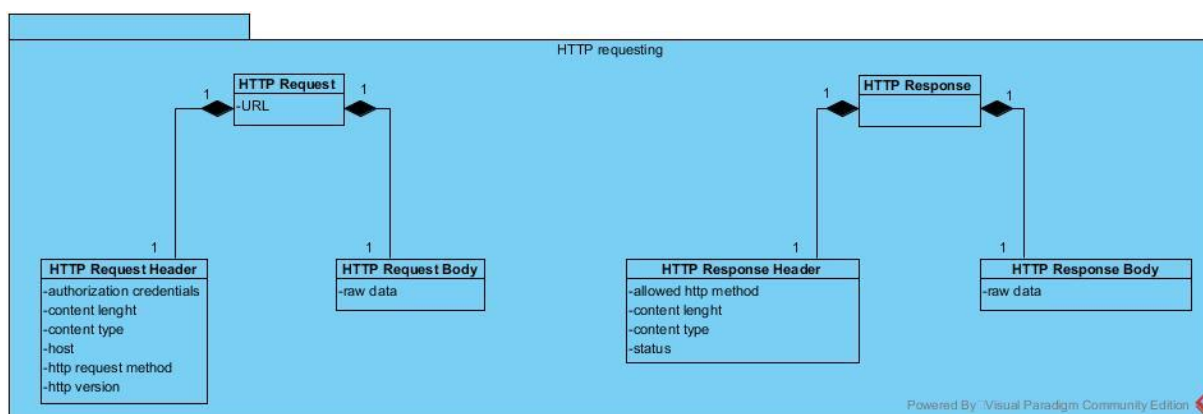 HTTP requesting
HTTP Request
-URL
1
1
HTTP Response
1
1
1
HTTP Request Header
-authorization credentials
-content lenght
-content type
-host
-http request method
-http version
1
HTTP Request Body
-raw data
1
HTTP Response Header
-allowed http method
-content lenght
-content type
-status
1
HTTP Response Body
-raw data
Powered By Visual Paradigm Community Edition